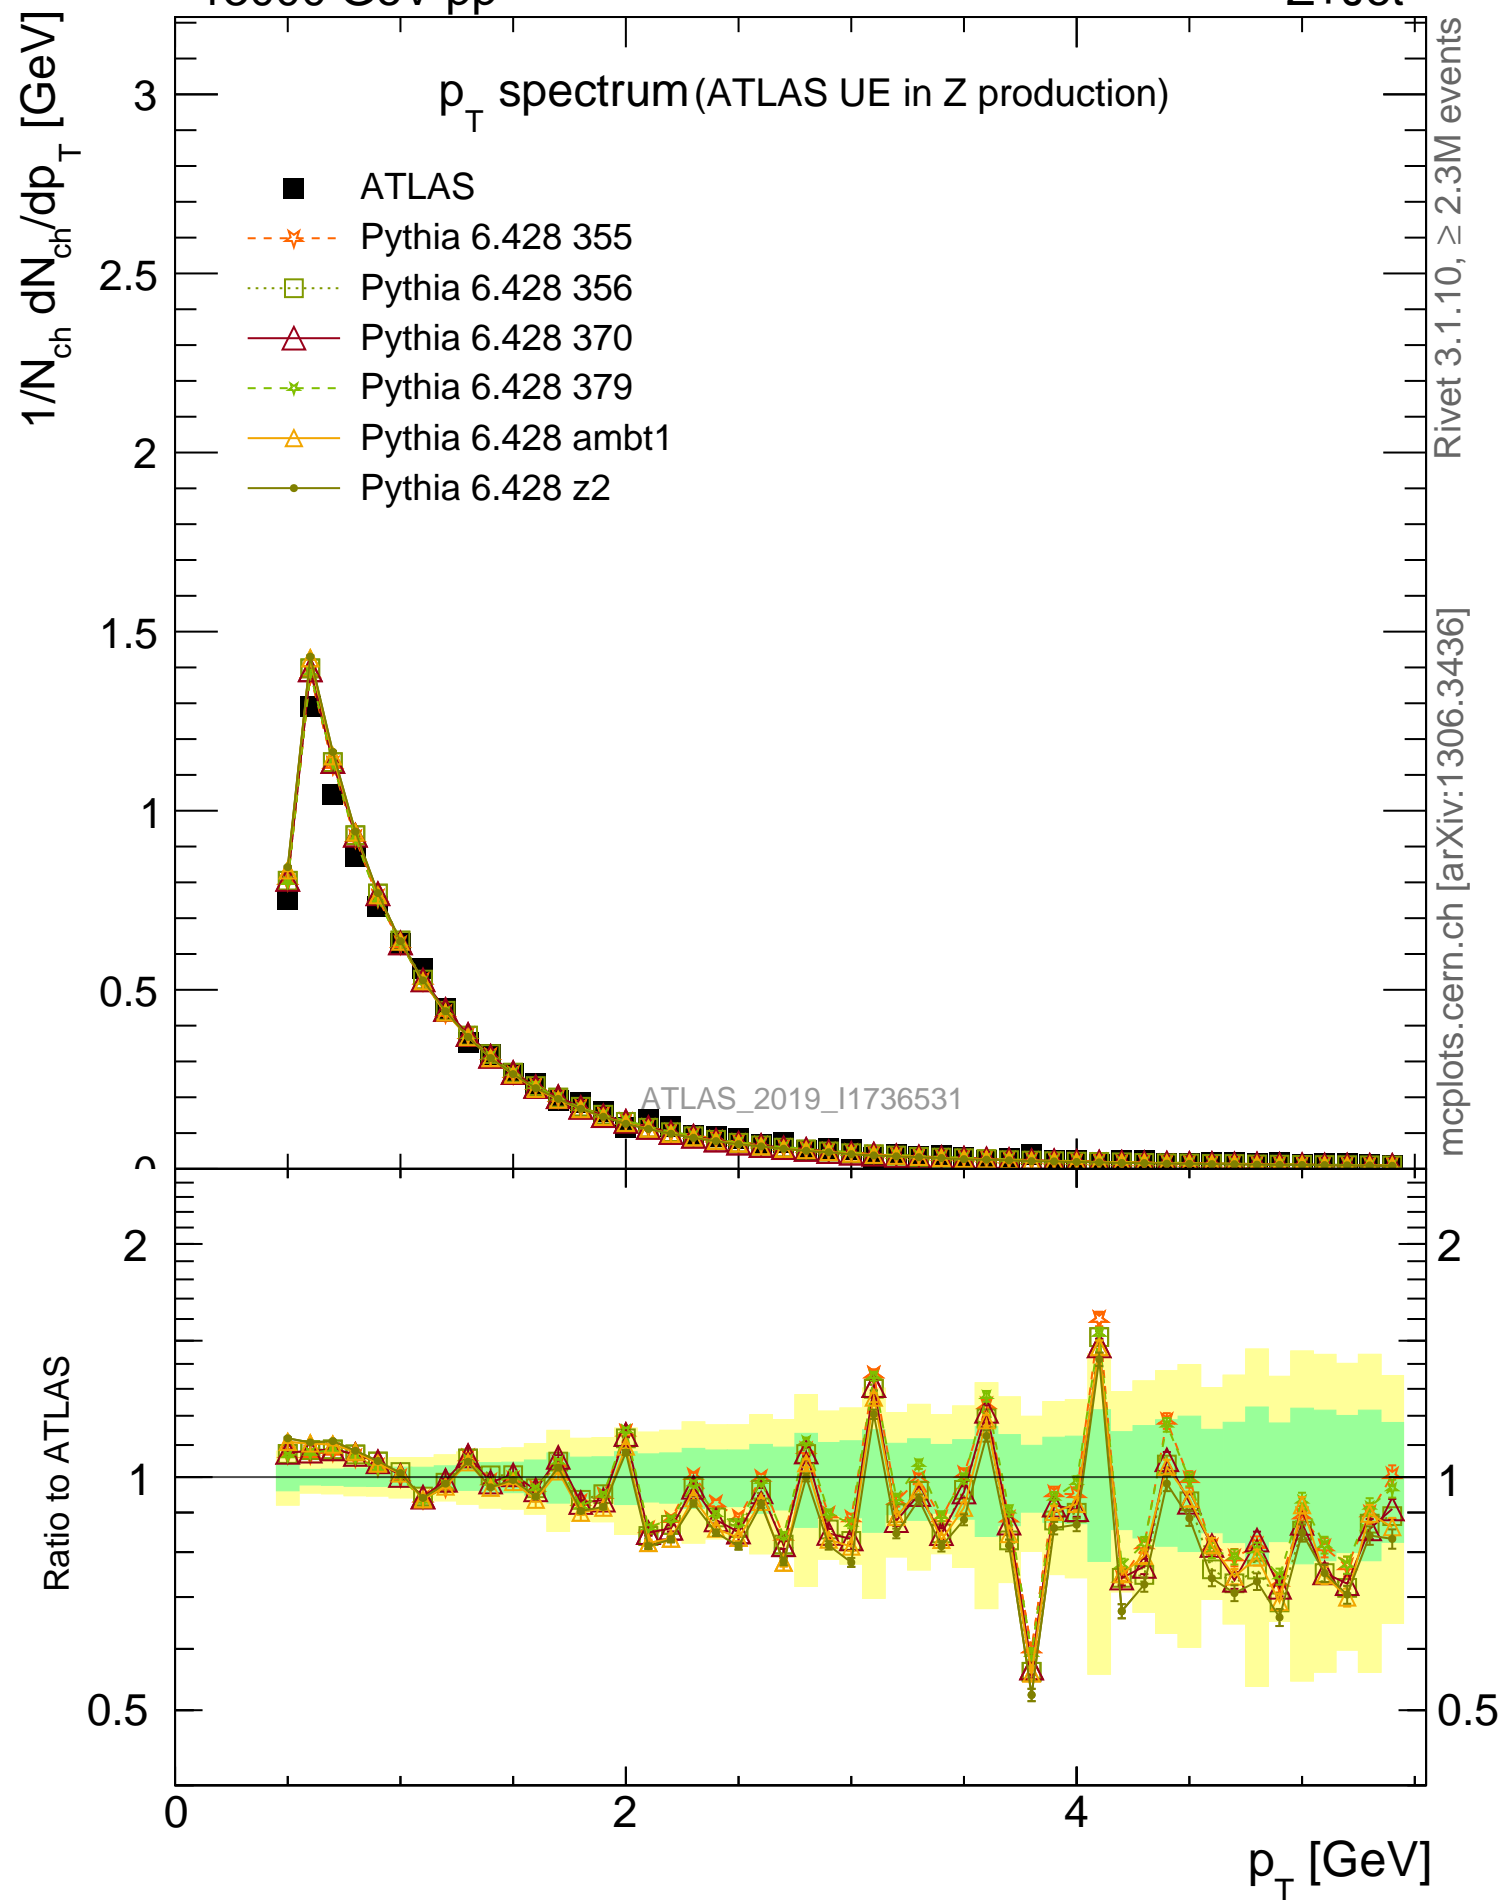 13000 GeV pp
Z+Jet
p_T spectrum (ATLAS UE in Z production)
1/N_ch dN_ch/dp_T [GeV]
ATLAS
Pythia 6.428 355
Pythia 6.428 356
Pythia 6.428 370
Pythia 6.428 379
Pythia 6.428 ambt1
Pythia 6.428 z2
3
2.5
2
1.5
1
0.5
0
ATLAS_2019_I1736531
Rivet 3.1.10, ≥ 2.3M events
mcplots.cern.ch [arXiv:1306.3436]
Ratio to ATLAS
2
1
0.5
2
1
0.5
0
2
4
p_T [GeV]